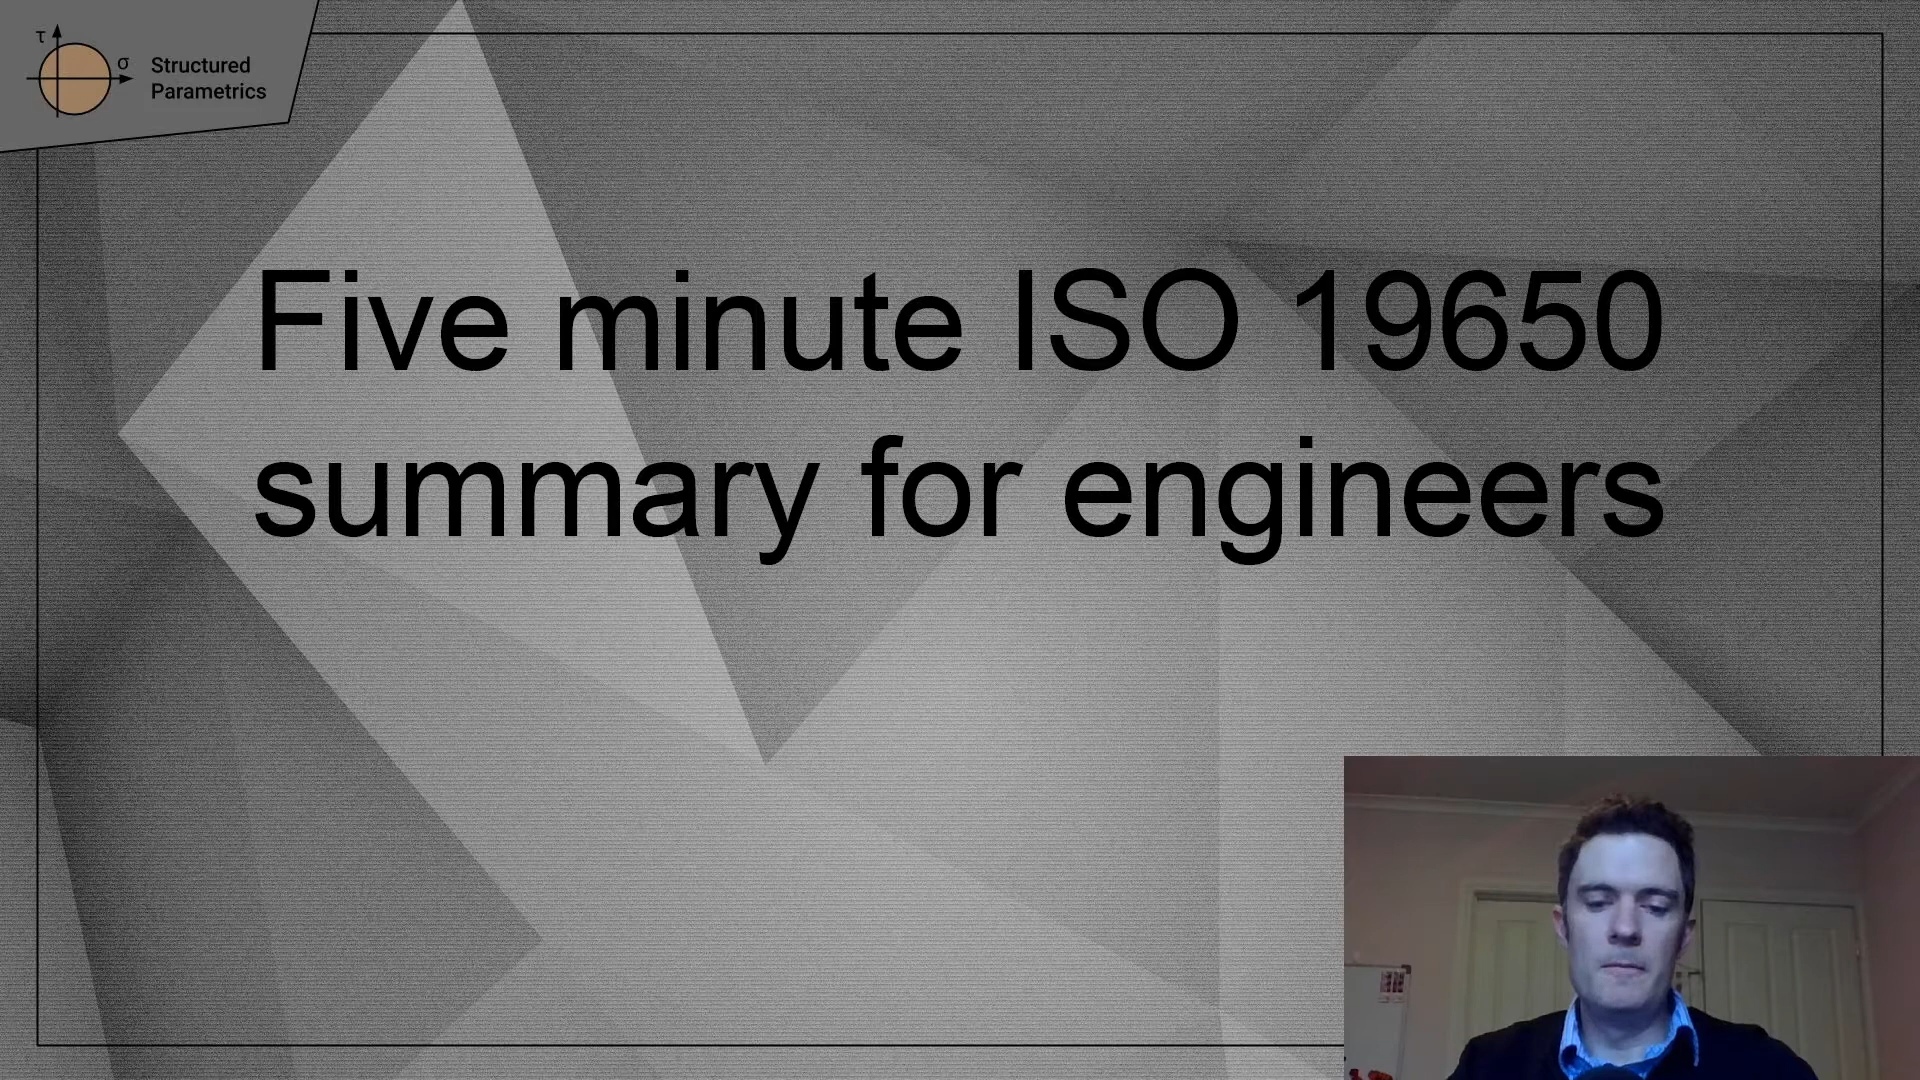 τ
σ
Structured
Parametrics
Five minute ISO 19650
summary for engineers